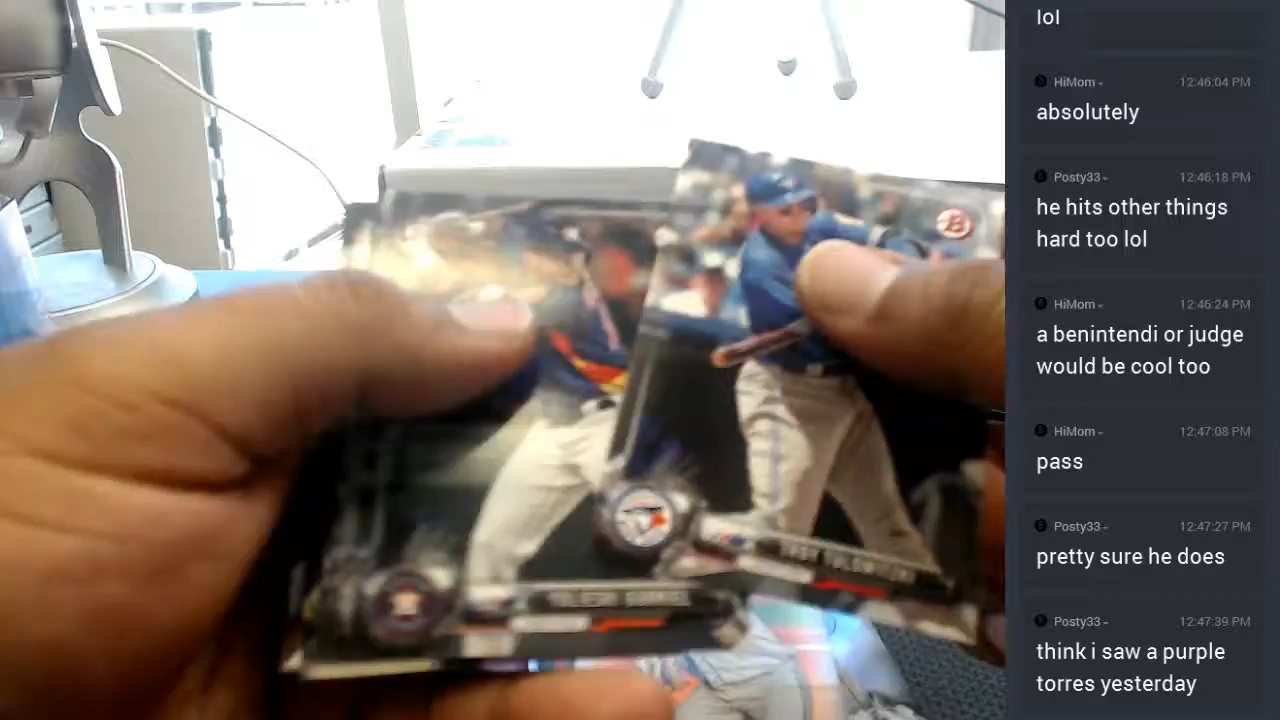 lol
HiMom- 12:46:04 PM
absolutely
Posty33- 12:46:18 PM
he hits other things
hard too lol
HiMom- 12:46:24 PM
a benintendi or judge
would be cool too
HiMom- 12:47:08 PM
pass
Posty33- 12:47:27 PM
pretty sure he does
Posty33- 12:47:39 PM
think i saw a purple
torres yesterday
B